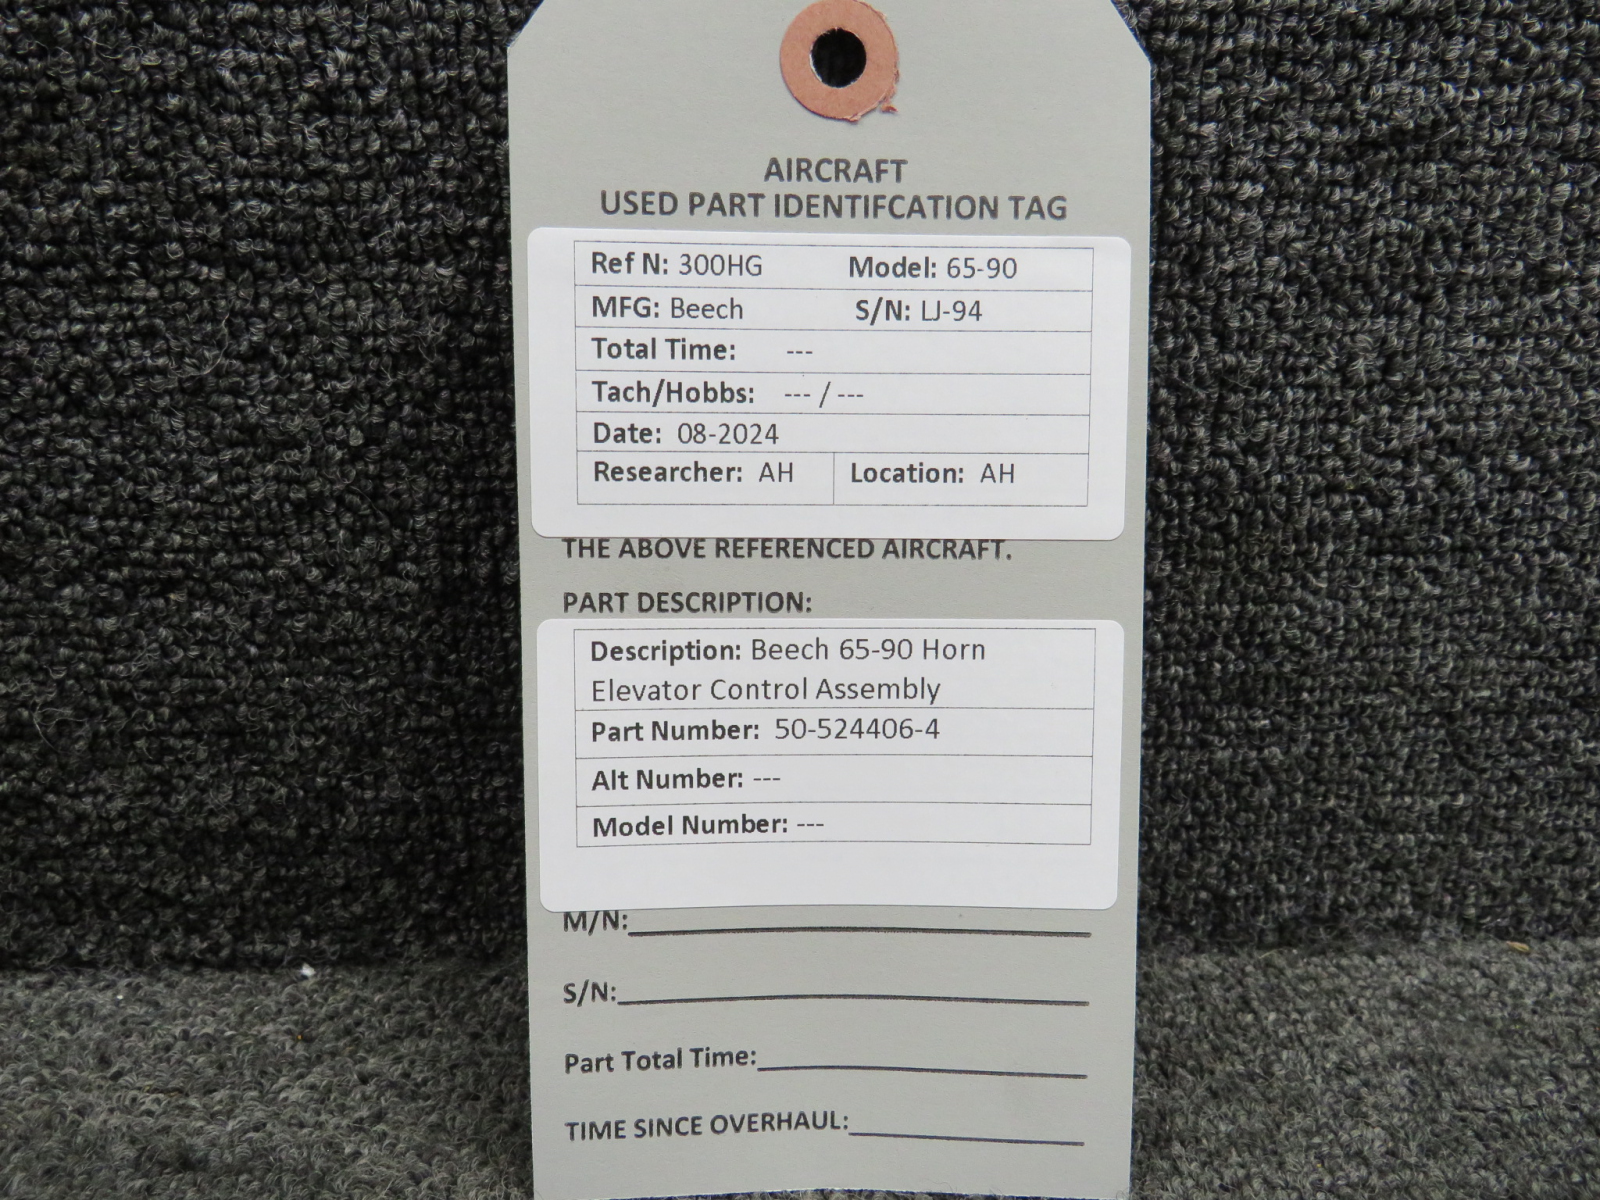 AIRCRAFT
USED PART IDENTIFCATION TAG
Ref N: 300HG Model: 65-90
MFG: Beech S/N: LJ-94
Total Time: ---
Tach/Hobbs: --- / ---
Date: 08-2024
Researcher: AH Location: AH
THE ABOVE REFERENCED AIRCRAFT.
PART DESCRIPTION:
Description: Beech 65-90 Horn
Elevator Control Assembly
Part Number: 50-524406-4
Alt Number: ---
Model Number: ---
M/N:
S/N:
Part Total Time:
TIME SINCE OVERHAUL: